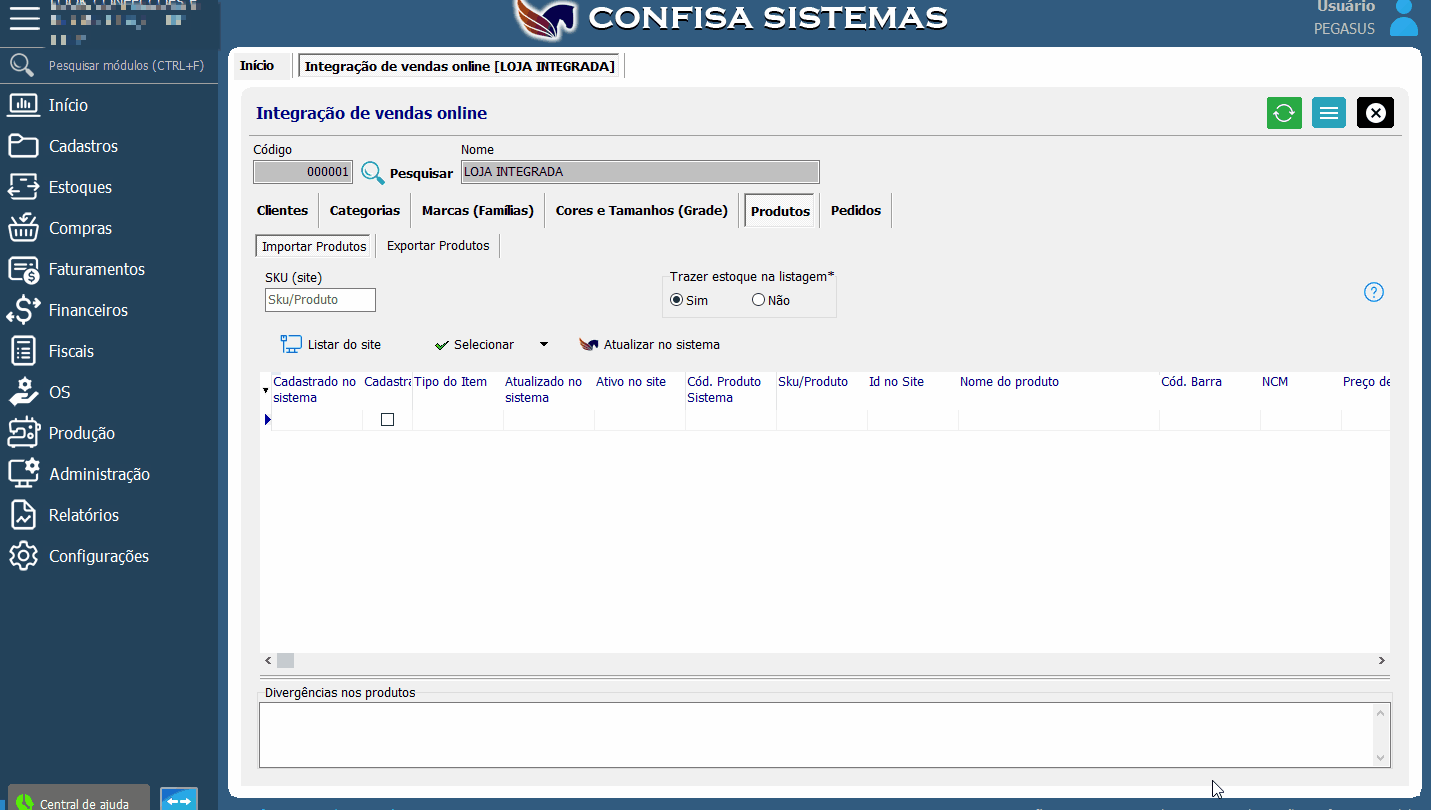 CONFISA SISTEMAS
Usuário
PEGASUS
Pesquisar módulos (CTRL+F)
Início
Cadastros
Estoques
Compras
Faturamentos
Financeiros
Fiscais
OS
Produção
Administração
Relatórios
Configurações
Central de ajuda
Início
Integração de vendas online [LOJA INTEGRADA]
Integração de vendas online
Código
Nome
000001
Pesquisar
LOJA INTEGRADA
Clientes
Categorias
Marcas (Famílias)
Cores e Tamanhos (Grade)
Produtos
Pedidos
Importar Produtos
Exportar Produtos
SKU (site)
Sku/Produto
Trazer estoque na listagem*
Sim
Não
Listar do site
Selecionar
Atualizar no sistema
Cadastrado no
sistema
Cadastra
Tipo do Item
Atualizado no
sistema
Ativo no site
Cód. Produto
Sistema
Sku/Produto
Id no Site
Nome do produto
Cód. Barra
NCM
Preço de
Divergências nos produtos